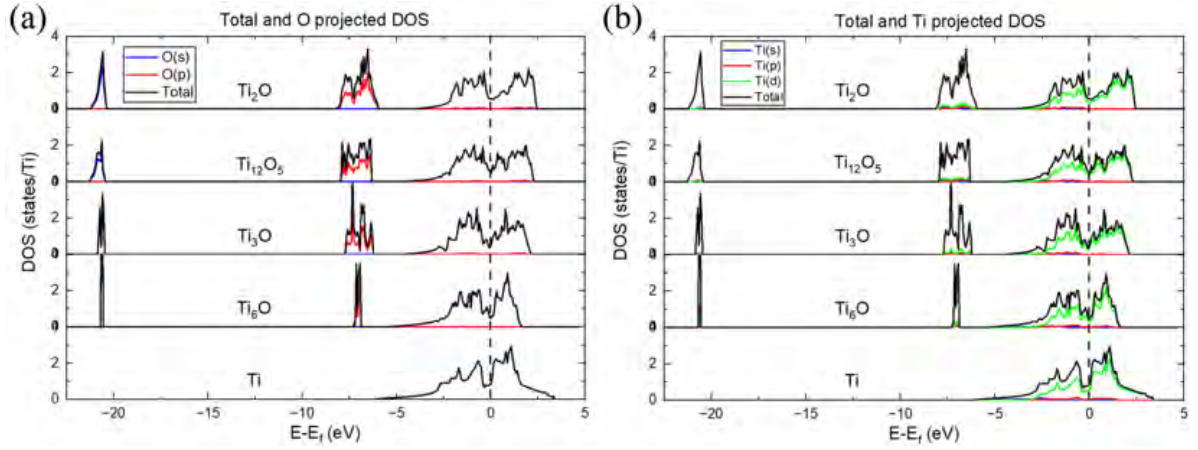 (a)
Total and O projected DOS
DOS (states/Ti)
4
2
0
2
0
2
0
2
0
2
0
O(s)
O(p)
Total
Ti₂O
Ti₁₂O₅
Ti₃O
Ti₆O
Ti
−20 −15 −10 −5 0 5
E-E_f (eV)
(b)
Total and Ti projected DOS
DOS (states/Ti)
4
2
0
2
0
2
0
2
0
2
0
Ti(s)
Ti(p)
Ti(d)
Total
Ti₂O
Ti₁₂O₅
Ti₃O
Ti₆O
Ti
−20 −15 −10 −5 0 5
E-E_f (eV)